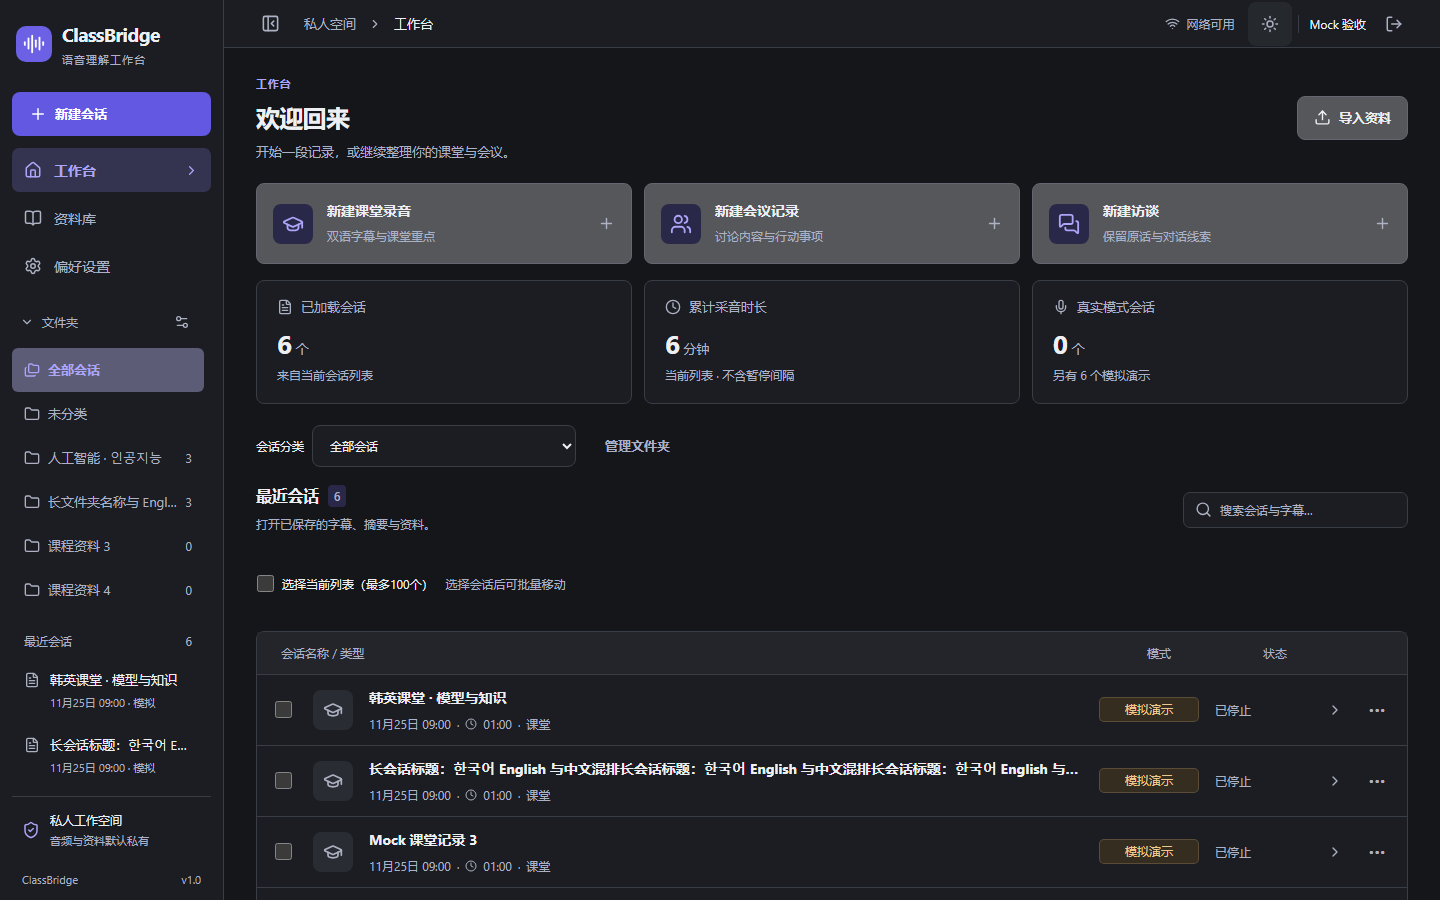 ClassBridge
语音理解工作台
新建会话
工作台
资料库
偏好设置
文件夹
全部会话
未分类
人工智能 · 인공지능 3
长文件夹名称与 Engl... 3
课程资料 3 0
课程资料 4 0
最近会话 6
韩英课堂 · 模型与知识
11月25日 09:00 · 模拟
长会话标题：한국어 E...
11月25日 09:00 · 模拟
私人工作空间
音频与资料默认私有
ClassBridge v1.0
私人空间 工作台
网络可用 Mock 验收
工作台
欢迎回来
开始一段记录，或继续整理你的课堂与会议。
导入资料
新建课堂录音
双语字幕与课堂重点
新建会议记录
讨论内容与行动事项
新建访谈
保留原话与对话线索
已加载会话
6 个
来自当前会话列表
累计采音时长
6 分钟
当前列表 · 不含暂停间隔
真实模式会话
0 个
另有 6 个模拟演示
会话分类 全部会话 管理文件夹
最近会话 6
打开已保存的字幕、摘要与资料。
搜索会话与字幕...
选择当前列表（最多100个） 选择会话后可批量移动
会话名称 / 类型 模式 状态
韩英课堂 · 模型与知识
11月25日 09:00 · 01:00 · 课堂
模拟演示 已停止
长会话标题：한국어 English 与中文混排长会话标题：한국어 English 与中文混排长会话标题：한국어 English 与...
11月25日 09:00 · 01:00 · 课堂
模拟演示 已停止
Mock 课堂记录 3
11月25日 09:00 · 01:00 · 课堂
模拟演示 已停止